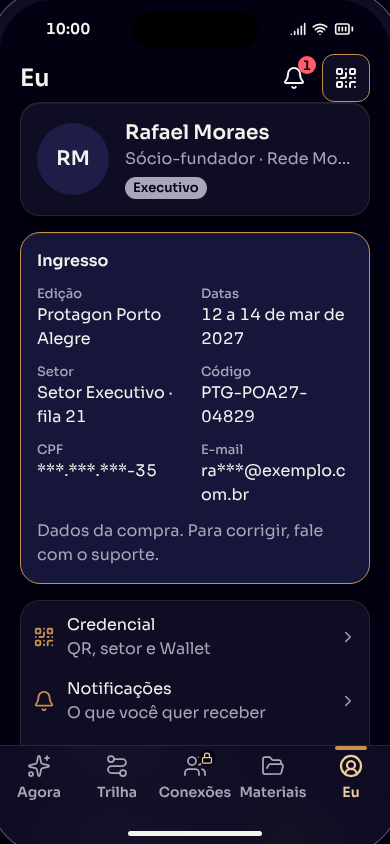 10:00
Eu
1
RM
Rafael Moraes
Sócio-fundador · Rede Mo...
Executivo
Ingresso
Edição
Protagon Porto
Alegre
Datas
12 a 14 de mar de
2027
Setor
Setor Executivo ·
fila 21
Código
PTG-POA27-
04829
CPF
***.***.***-35
E-mail
ra***@exemplo.c
om.br
Dados da compra. Para corrigir, fale
com o suporte.
Credencial
QR, setor e Wallet
Notificações
O que você quer receber
Agora
Trilha
Conexões
Materiais
Eu